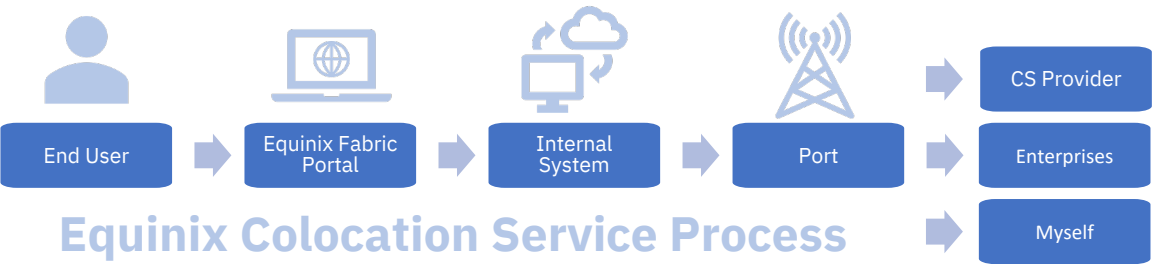 End User
Equinix Fabric
Portal
Internal
System
Port
CS Provider
Enterprises
Myself
Equinix Colocation Service Process